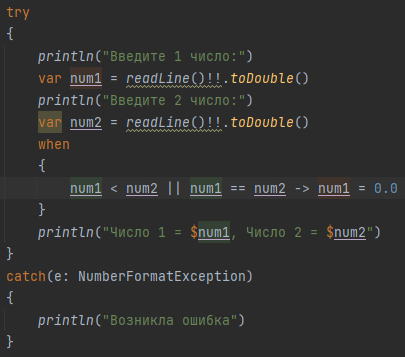 try
{
    println("Введите 1 число:")
    var num1 = readLine()!!.toDouble()
    println("Введите 2 число:")
    var num2 = readLine()!!.toDouble()
    when
    {
        num1 < num2 || num1 == num2 -> num1 = 0.0
    }
    println("Число 1 = $num1, Число 2 = $num2")
}
catch(e: NumberFormatException)
{
    println("Возникла ошибка")
}